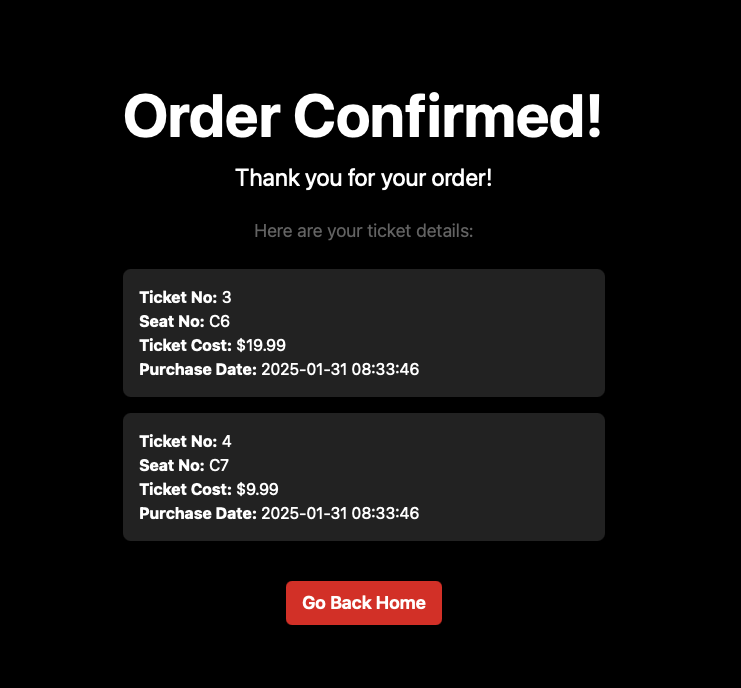 Order Confirmed!
Thank you for your order!
Here are your ticket details:
Ticket No: 3
Seat No: C6
Ticket Cost: $19.99
Purchase Date: 2025-01-31 08:33:46
Ticket No: 4
Seat No: C7
Ticket Cost: $9.99
Purchase Date: 2025-01-31 08:33:46
Go Back Home